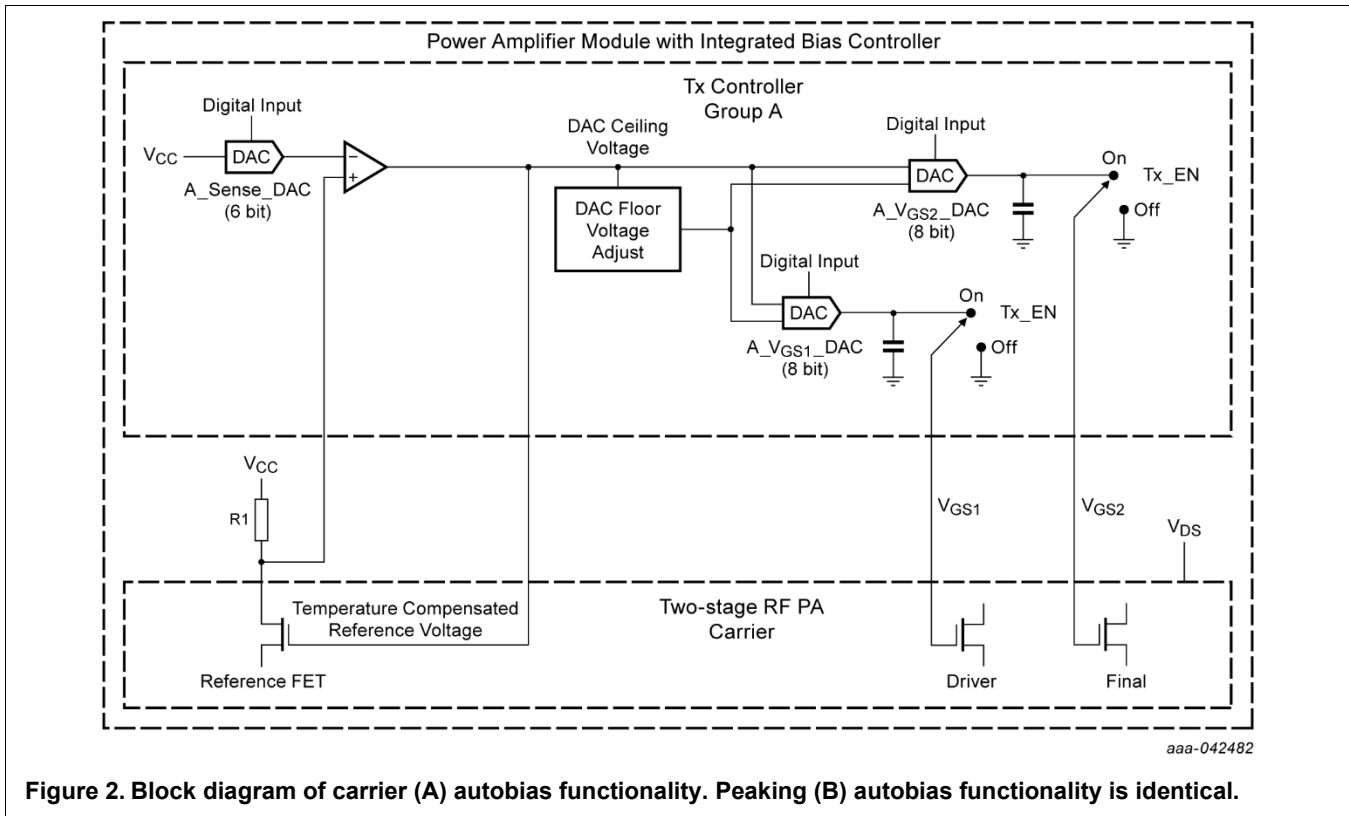 Power Amplifier Module with Integrated Bias Controller
Tx Controller
Group A
Digital Input
VCC
DAC
A_Sense_DAC
(6 bit)
−
+
DAC Ceiling
Voltage
DAC Floor
Voltage
Adjust
Digital Input
DAC
A_VGS2_DAC
(8 bit)
On
Tx_EN
Off
Digital Input
DAC
A_VGS1_DAC
(8 bit)
On
Tx_EN
Off
VCC
R1
VGS1
VGS2
VDS
Temperature Compensated
Reference Voltage
Reference FET
Two-stage RF PA
Carrier
Driver
Final
aaa-042482
Figure 2. Block diagram of carrier (A) autobias functionality. Peaking (B) autobias functionality is identical.